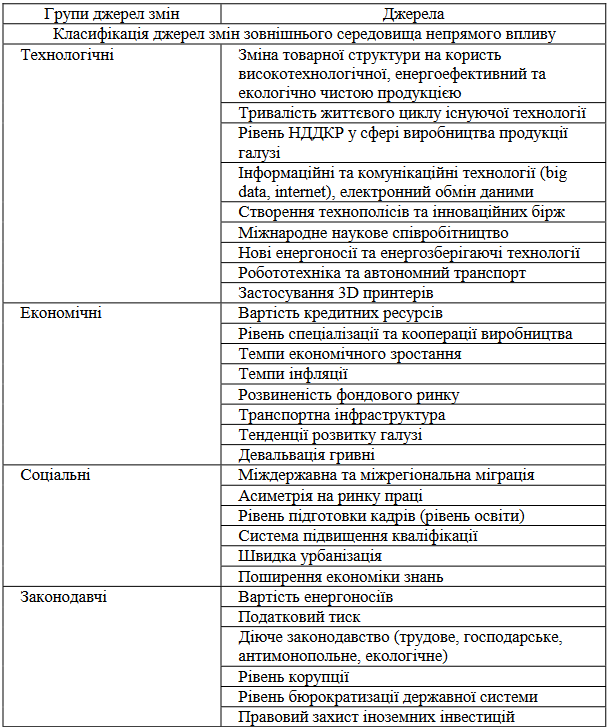 Групи джерел змін
Джерела
Класифікація джерел змін зовнішнього середовища непрямого впливу
Технологічні
Зміна товарної структури на користь
високотехнологічної, енергоефективний та
екологічно чистою продукцією
Тривалість життєвого циклу існуючої технології
Рівень НДДКР у сфері виробництва продукції
галузі
Інформаційні та комунікаційні технології (big
data, internet), електронний обмін даними
Створення технополісів та інноваційних бірж
Міжнародне наукове співробітництво
Нові енергоносії та енергозберігаючі технології
Робототехніка та автономний транспорт
Застосування 3D принтерів
Економічні
Вартість кредитних ресурсів
Рівень спеціалізації та кооперації виробництва
Темпи економічного зростання
Темпи інфляції
Розвиненість фондового ринку
Транспортна інфраструктура
Тенденції розвитку галузі
Девальвація гривні
Соціальні
Міждержавна та міжрегіональна міграція
Асиметрія на ринку праці
Рівень підготовки кадрів (рівень освіти)
Система підвищення кваліфікації
Швидка урбанізація
Поширення економіки знань
Законодавчі
Вартість енергоносіїв
Податковий тиск
Діюче законодавство (трудове, господарське,
антимонопольне, екологічне)
Рівень корупції
Рівень бюрократизації державної системи
Правовий захист іноземних інвестицій